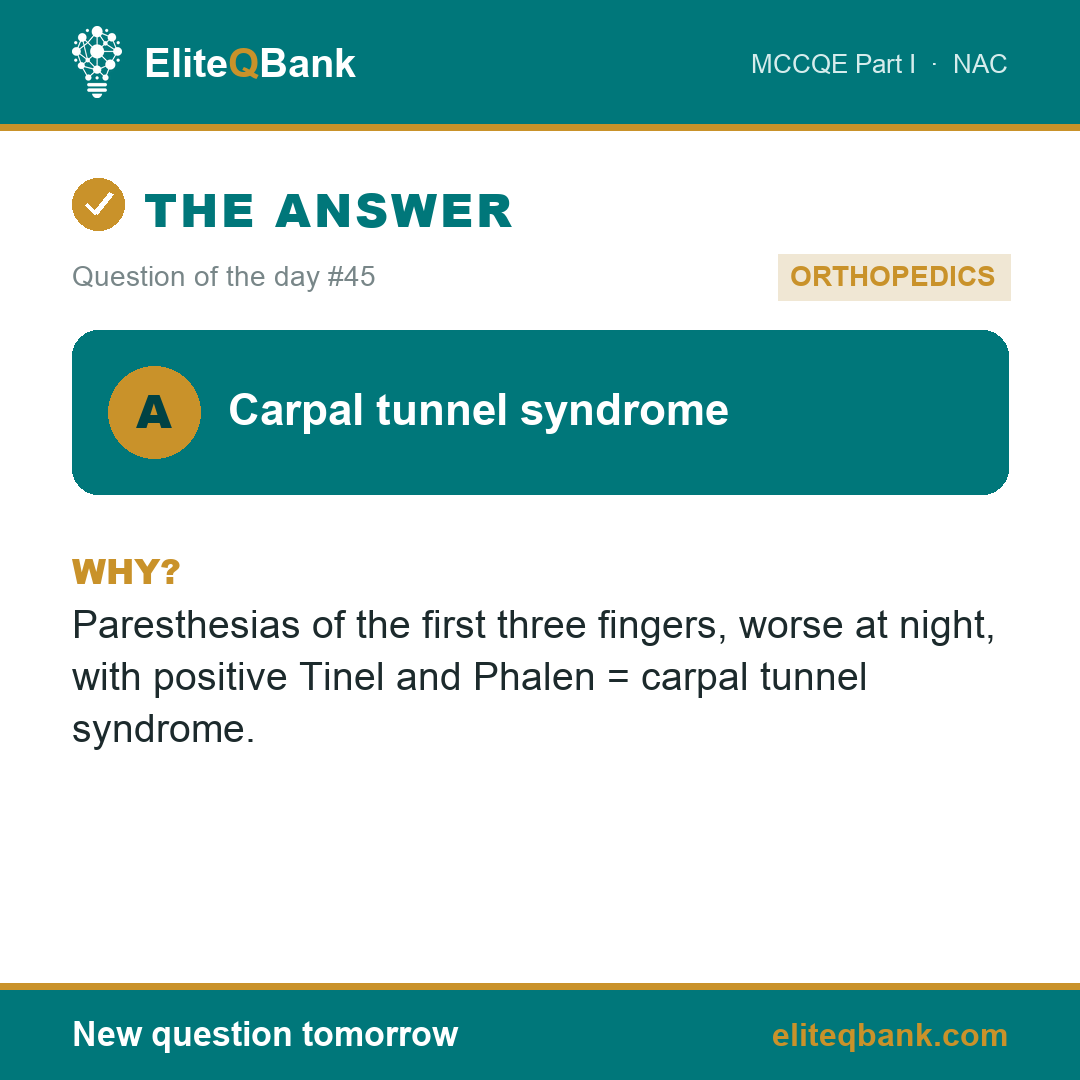 EliteQBank
MCCQE Part I · NAC
THE ANSWER
Question of the day #45
ORTHOPEDICS
A
Carpal tunnel syndrome
WHY?
Paresthesias of the first three fingers, worse at night,
with positive Tinel and Phalen = carpal tunnel
syndrome.
New question tomorrow
eliteqbank.com